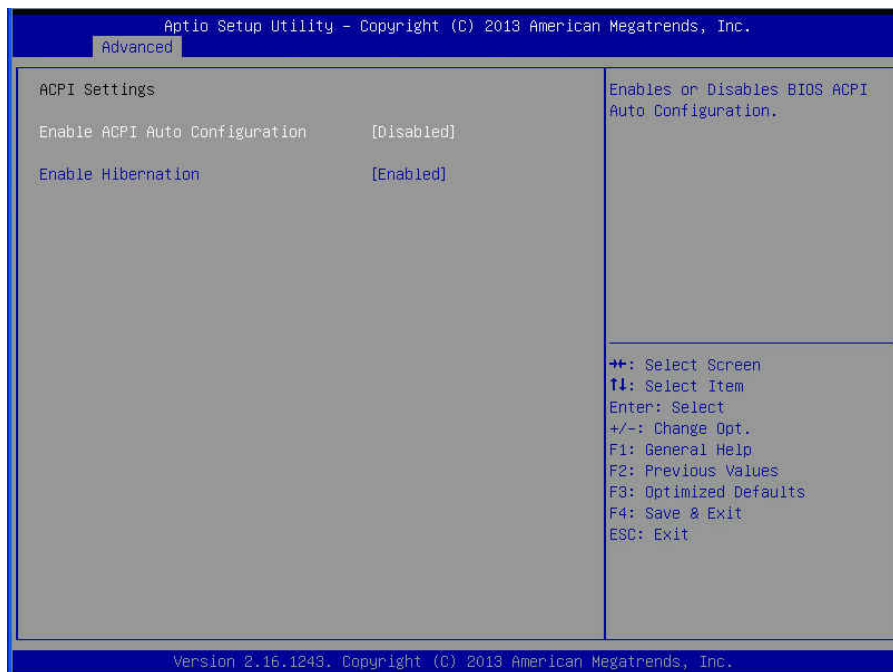 Aptio Setup Utility – Copyright (C) 2013 American Megatrends, Inc.
Advanced
ACPI Settings
Enable ACPI Auto Configuration [Disabled]
Enable Hibernation [Enabled]
Enables or Disables BIOS ACPI
Auto Configuration.
→←: Select Screen
↑↓: Select Item
Enter: Select
+/-: Change Opt.
F1: General Help
F2: Previous Values
F3: Optimized Defaults
F4: Save & Exit
ESC: Exit
Version 2.16.1243. Copyright (C) 2013 American Megatrends, Inc.